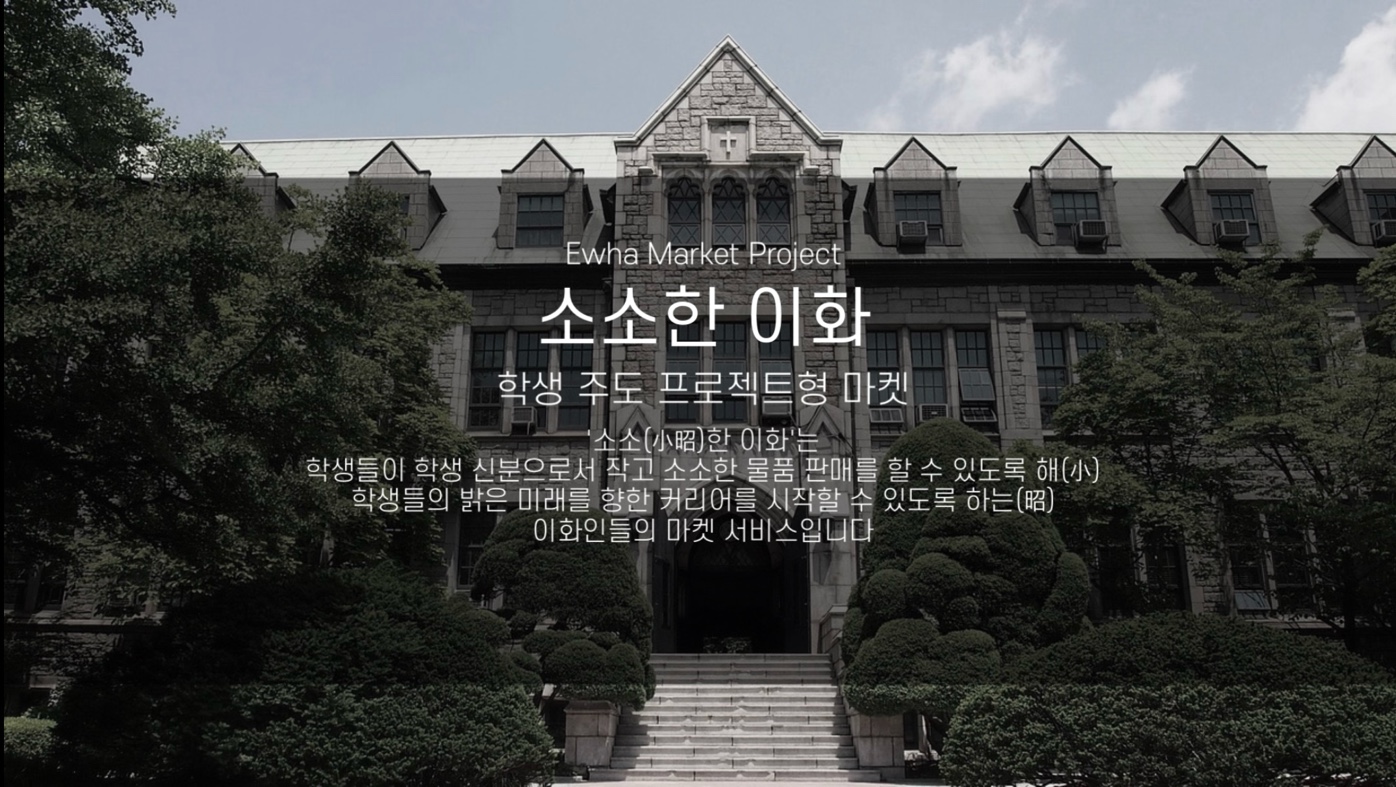 Ewha Market Project
소소한 이화
학생 주도 프로젝트형 마켓
'소소(小昭)한 이화'는
학생들이 학생 신분으로서 작고 소소한 물품 판매를 할 수 있도록 해(小)
학생들의 밝은 미래를 향한 커리어를 시작할 수 있도록 하는(昭)
이화인들의 마켓 서비스입니다